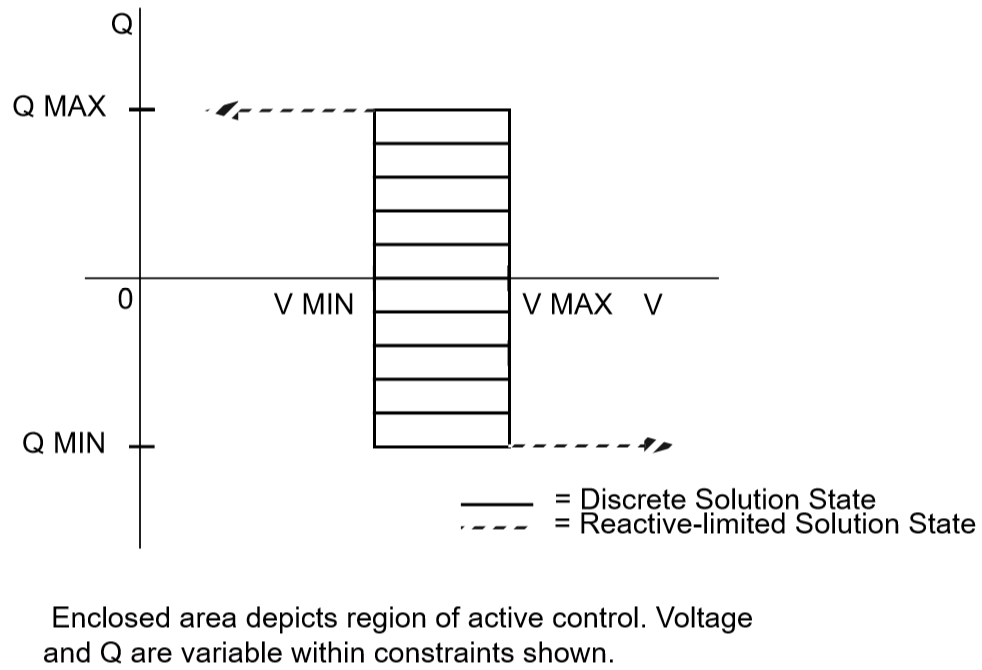 Q
Q MAX
0
V MIN
V MAX V
Q MIN
= Discrete Solution State
= Reactive-limited Solution State
Enclosed area depicts region of active control. Voltage
and Q are variable within constraints shown.